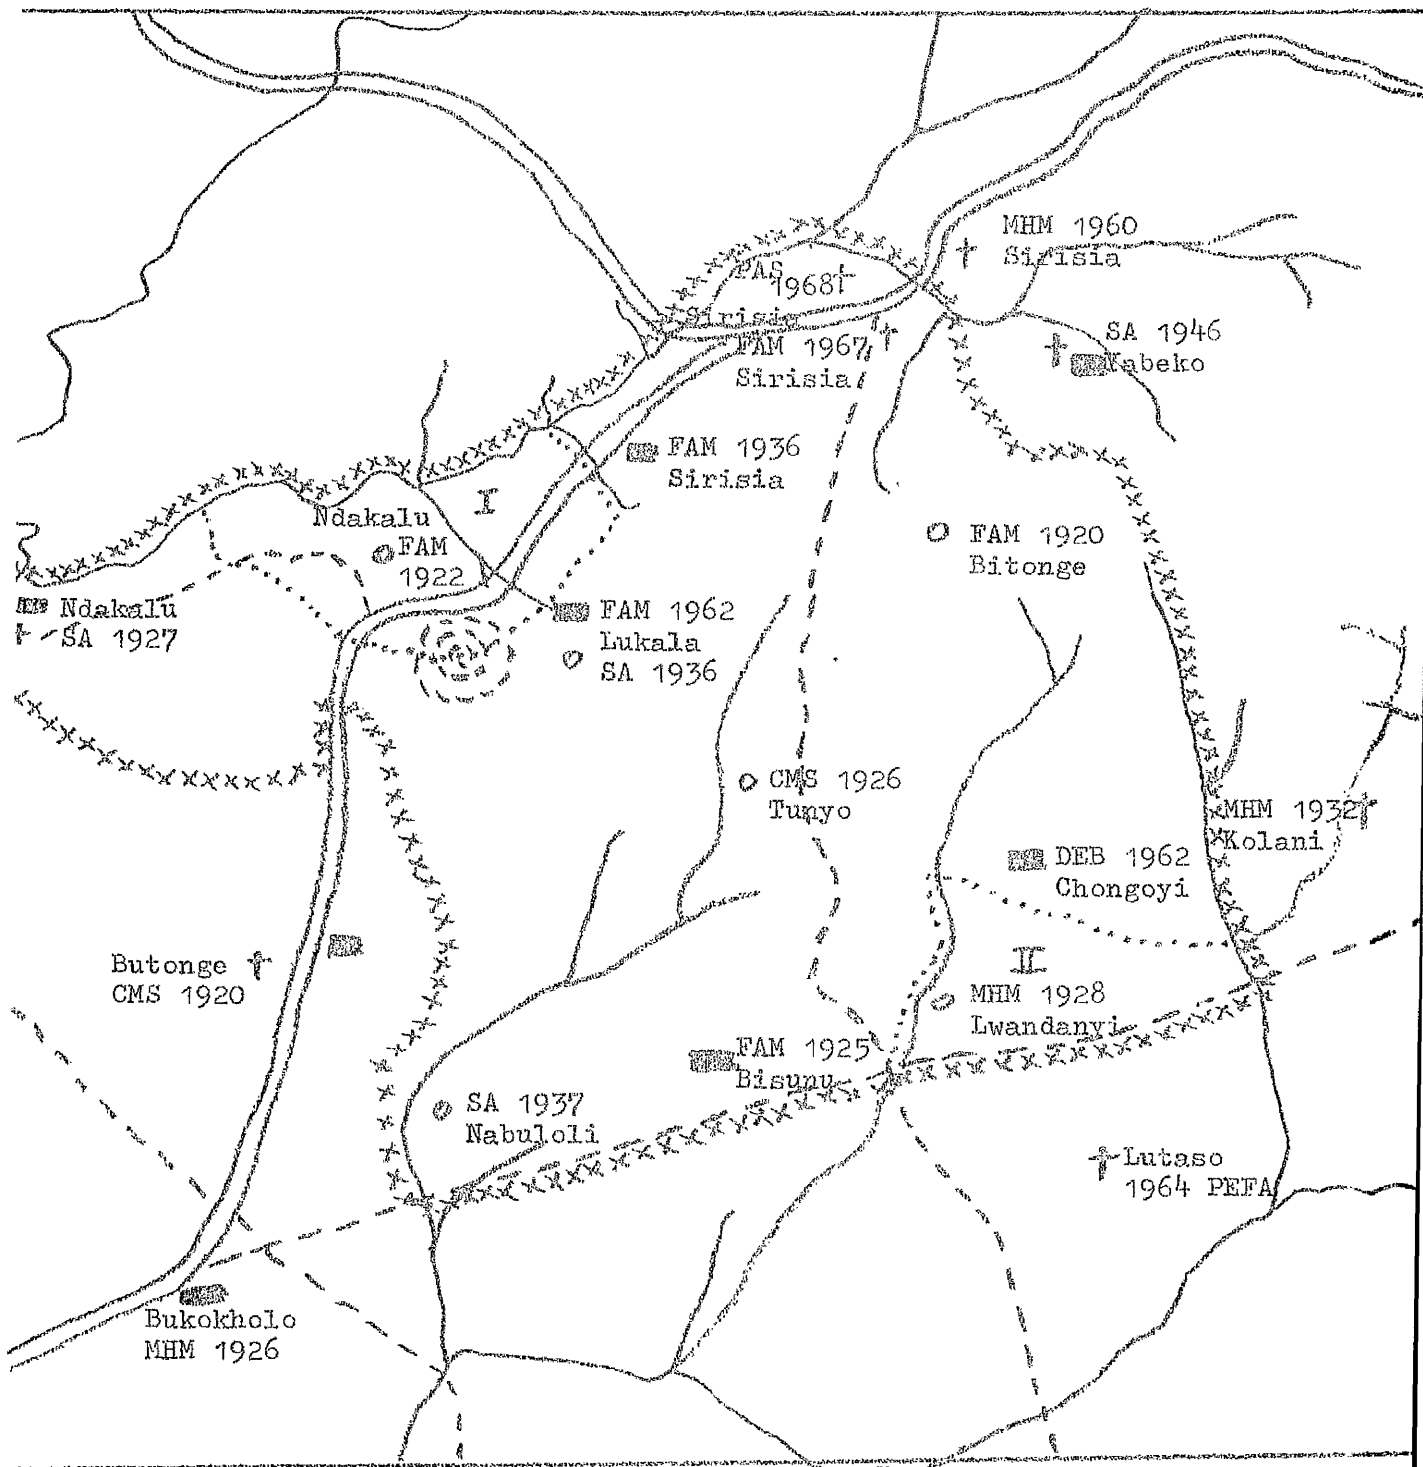 MHM 1960
Sirisia
PAS
1968
Sirisia
FAM 1967
Sirisia
SA 1946
Kabeko
FAM 1936
Sirisia
I
Ndakalu
FAM
1922
FAM 1920
Bitonge
Ndakalu
SA 1927
FAM 1962
Lukala
SA 1936
CMS 1926
Tunyo
MHM 1932
Kolani
DEB 1962
Chongoyi
Butonge
CMS 1920
II
MHM 1928
Lwandanyi
FAM 1925
Bisunu
SA 1937
Nabuloli
Lutaso
1964 PEFA
Bukokholo
MHM 1926